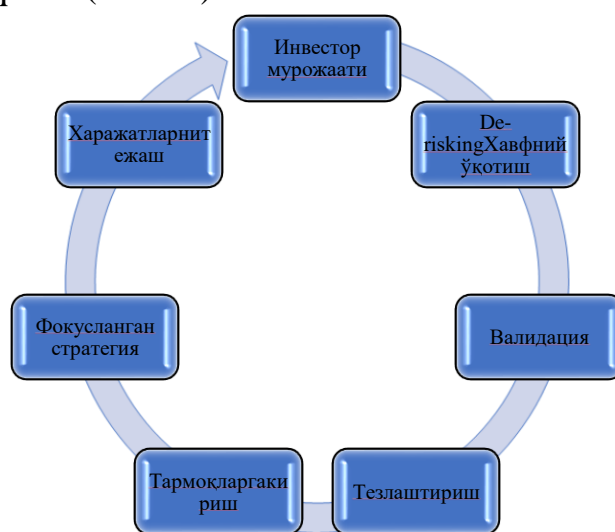 Инвестор
мурожаати
De-
riskingХавфний
ўқотиш
Валидация
Тезлаштириш
Тармоқларгаки
риш
Фокусланган
стратегия
Харажатларнит
ежаш